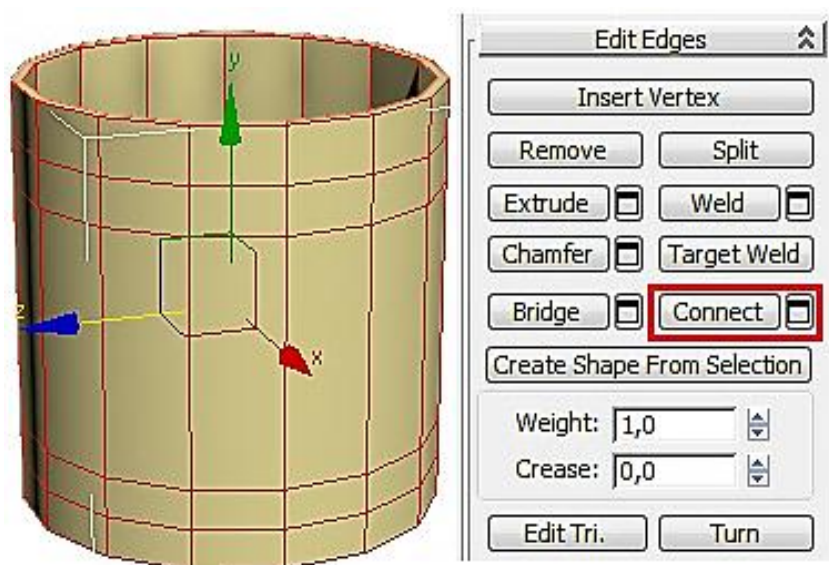 y
z
x
Edit Edges
Insert Vertex
Remove Split
Extrude Weld
Chamfer Target Weld
Bridge Connect
Create Shape From Selection
Weight: 1,0
Crease: 0,0
Edit Tri. Turn